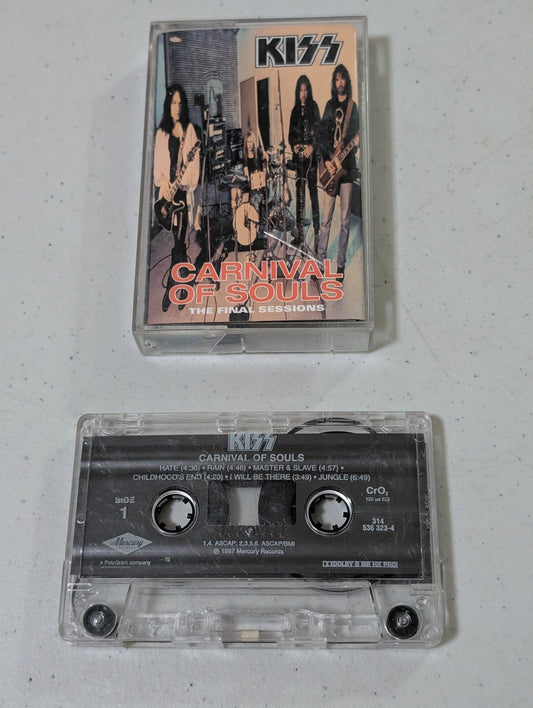 KISS
CARNIVAL
OF SOULS
THE FINAL SESSIONS
KISS
CARNIVAL OF SOULS
HATE (4:36) • RAIN (4:46) • MASTER & SLAVE (4:57) •
CHILDHOOD'S END (4:20) • I WILL BE THERE (3:49) • JUNGLE (6:49)
SIDE
1
CrO2
120 µs EQ
314
536 323-4
Mercury
a PolyGram company
1,4. ASCAP; 2,3,5,6. ASCAP/BMI
© 1997 Mercury Records
DOLBY B NR HX PRO